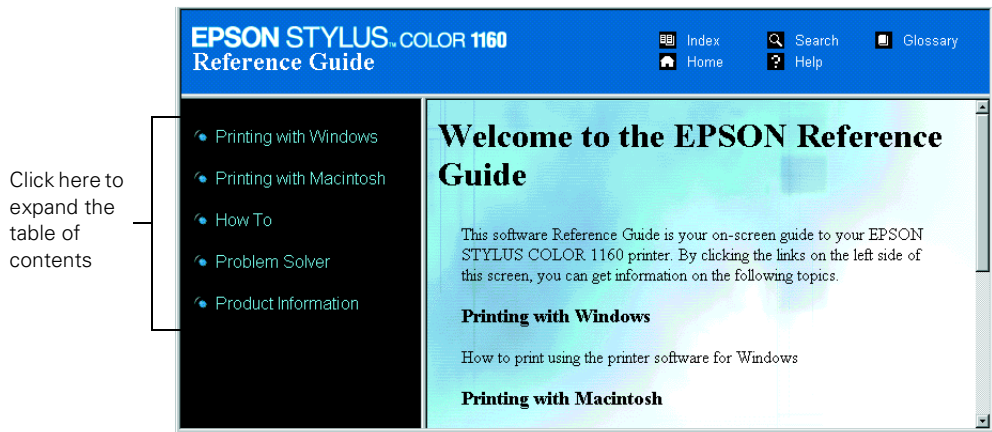 EPSON STYLUS™ COLOR 1160
Reference Guide
Index
Search
Glossary
Home
Help
Click here to
expand the
table of
contents
Printing with Windows
Printing with Macintosh
How To
Problem Solver
Product Information
Welcome to the EPSON Reference
Guide
This software Reference Guide is your on-screen guide to your EPSON
STYLUS COLOR 1160 printer. By clicking the links on the left side of
this screen, you can get information on the following topics.
Printing with Windows
How to print using the printer software for Windows
Printing with Macintosh